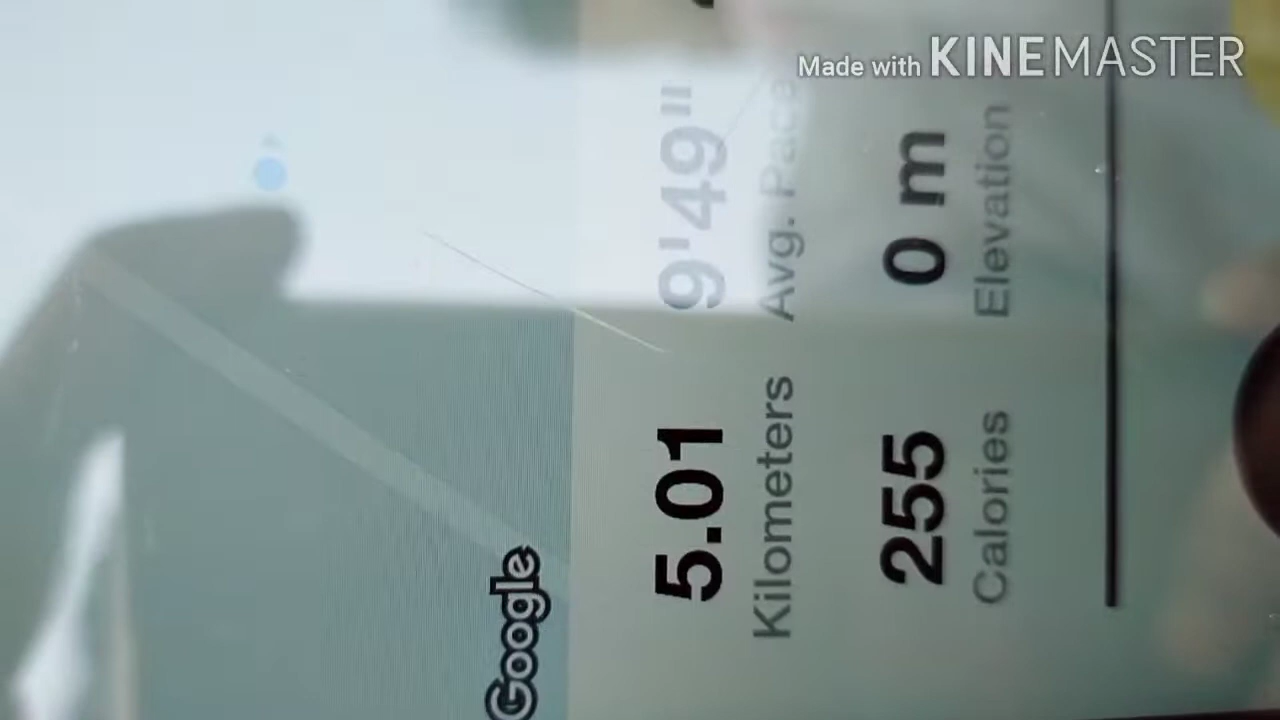 Made with KINEMASTER
Google
5.01 9'49"
Kilometers Avg. Pace
255 0 m
Calories Elevation